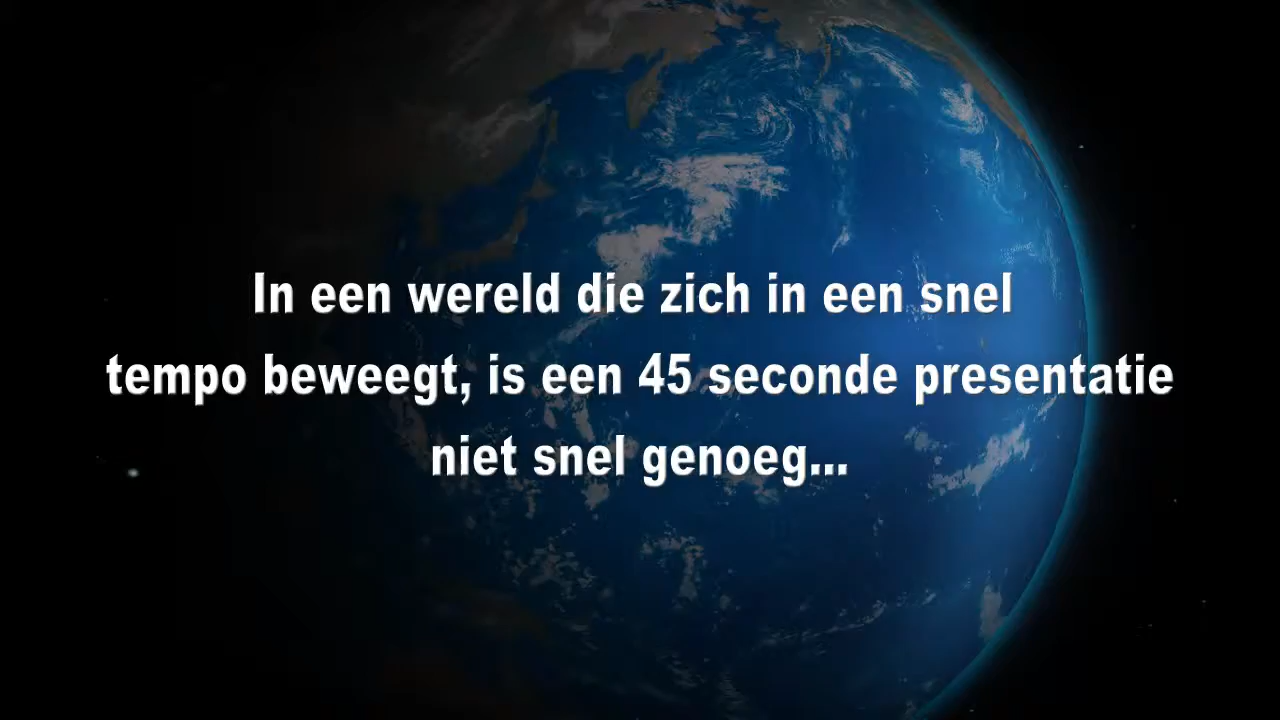 In een wereld die zich in een snel
tempo beweegt, is een 45 seconde presentatie
niet snel genoeg...